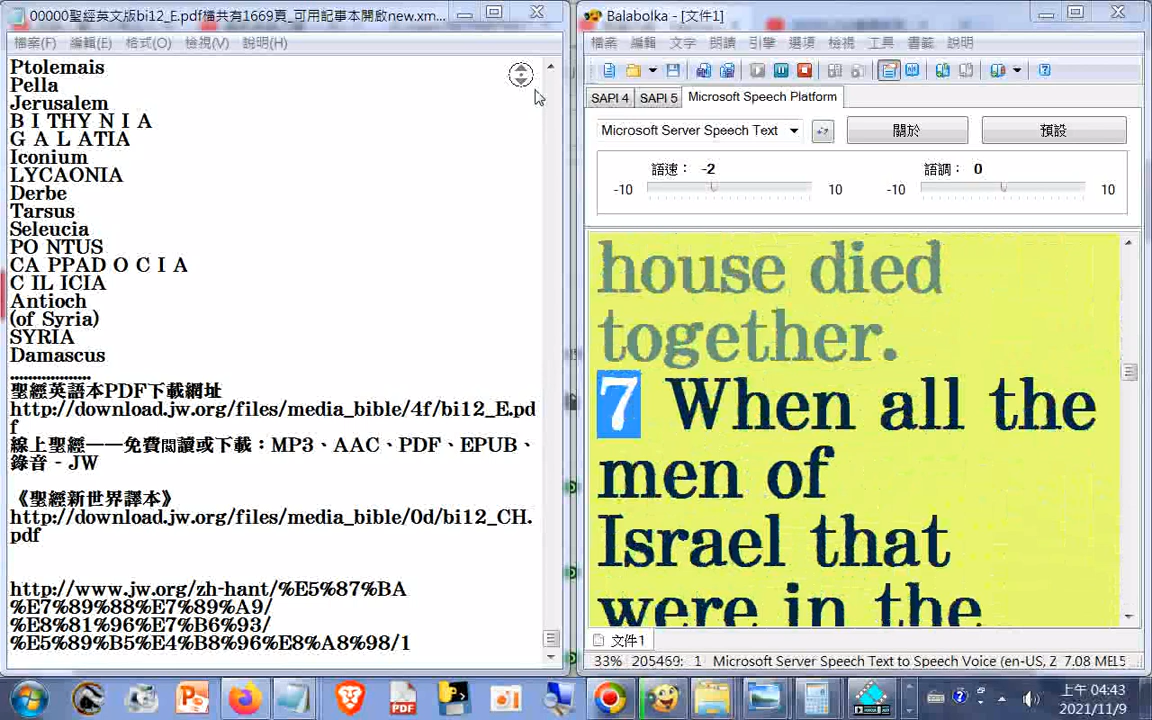 00000聖經英文版bi12_E.pdf檔共有1669頁_可用記事本開啟new.xm...
檔案(F) 編輯(E) 格式(O) 檢視(V) 說明(H)
Ptolemais
Pella
Jerusalem
B I THY N I A
G A L ATIA
Iconium
LYCAONIA
Derbe
Tarsus
Seleucia
PO NTUS
CA PPAD O C I A
C IL ICIA
Antioch
(of Syria)
SYRIA
Damascus
..................
聖經英語本PDF下載網址
http://download.jw.org/files/media_bible/4f/bi12_E.pd
f
線上聖經——免費閱讀或下載：MP3、AAC、PDF、EPUB、
錄音 - JW
《聖經新世界譯本》
http://download.jw.org/files/media_bible/0d/bi12_CH.
pdf
http://www.jw.org/zh-hant/%E5%87%BA
%E7%89%88%E7%89%A9/
%E8%81%96%E7%B6%93/
%E5%89%B5%E4%B8%96%E8%A8%98/1
Balabolka - [文件1]
檔案 編輯 文字 朗讀 引擎 選項 檢視 工具 書籤 說明
SAPI 4 SAPI 5 Microsoft Speech Platform
Microsoft Server Speech Text 關於 預設
語速： -2 語調： 0
-10 10 -10 10
house died
together.
7 When all the
men of
Israel that
were in the
文件1
33% 205469: 1 Microsoft Server Speech Text to Speech Voice (en-US, Z 7.08 МБ15
PDF
上午 04:43
2021/11/9